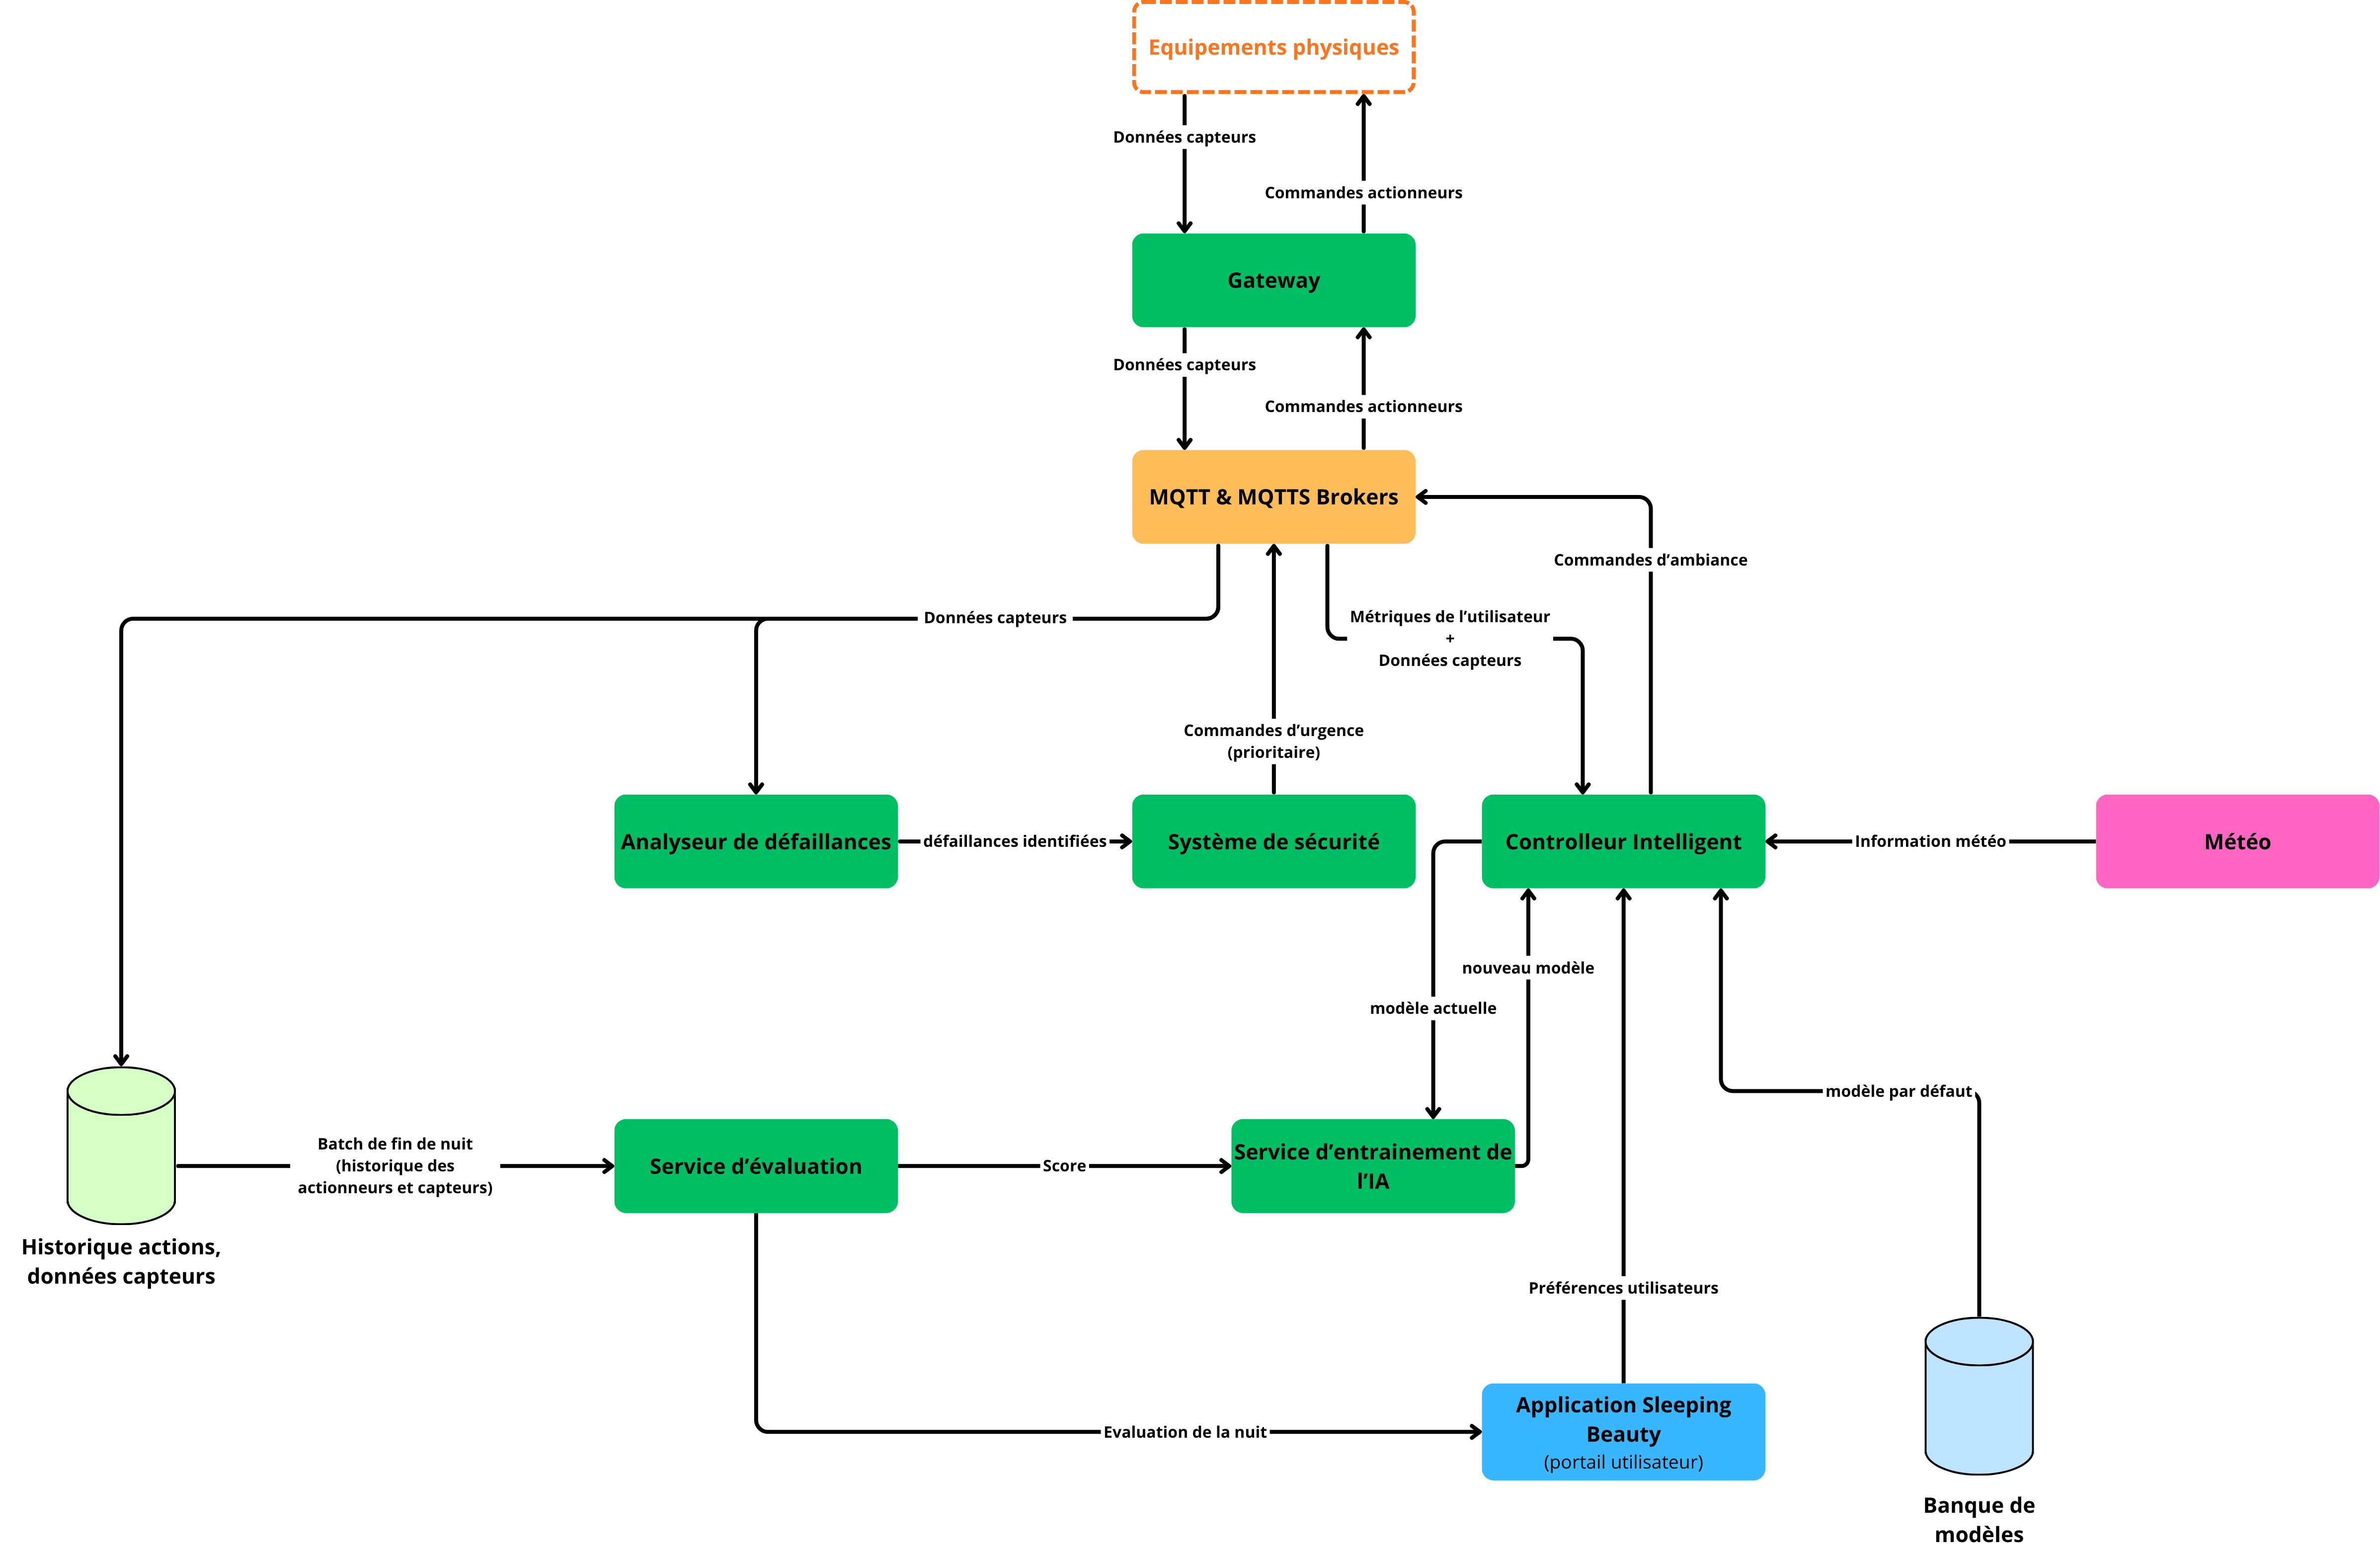 Equipements physiques
Données capteurs
Commandes actionneurs
Gateway
Données capteurs
Commandes actionneurs
MQTT & MQTTS Brokers
Commandes d’ambiance
Données capteurs
Métriques de l’utilisateur
+
Données capteurs
Commandes d’urgence
(prioritaire)
Analyseur de défaillances
défaillances identifiées
Système de sécurité
Controlleur Intelligent
Information météo
Météo
nouveau modèle
modèle actuelle
modèle par défaut
Batch de fin de nuit
(historique des
actionneurs et capteurs)
Service d’évaluation
Score
Service d’entrainement de
l’IA
Historique actions,
données capteurs
Préférences utilisateurs
Evaluation de la nuit
Application Sleeping
Beauty
(portail utilisateur)
Banque de
modèles